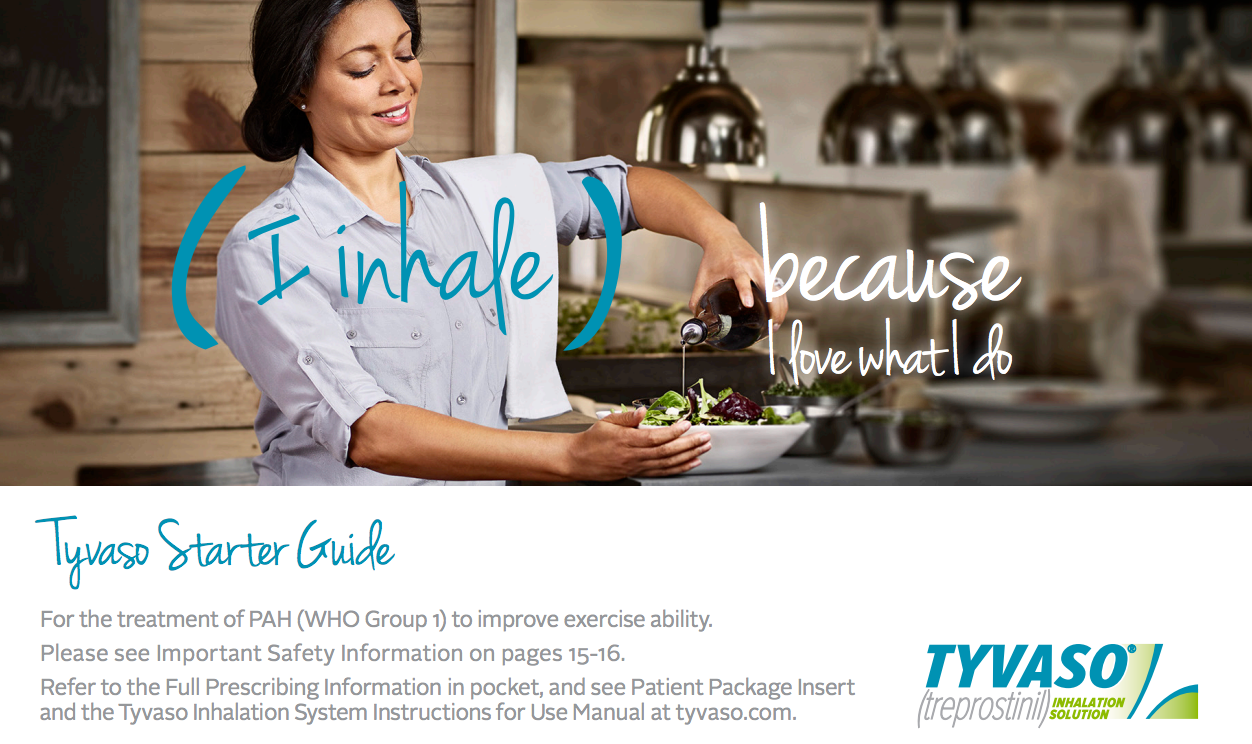 (I inhale)
because
I love what I do
Tyvaso Starter Guide
For the treatment of PAH (WHO Group 1) to improve exercise ability.
Please see Important Safety Information on pages 15-16.
Refer to the Full Prescribing Information in pocket, and see Patient Package Insert
and the Tyvaso Inhalation System Instructions for Use Manual at tyvaso.com.
TYVASO®
(treprostinil) INHALATION
SOLUTION